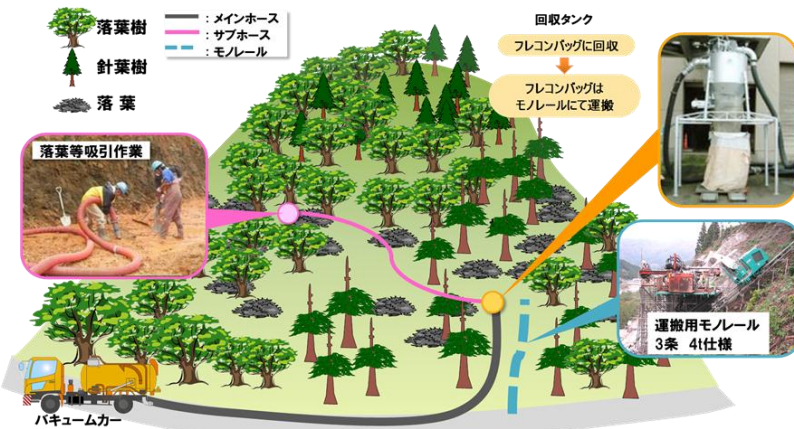 落葉樹
針葉樹
落 葉
: メインホース
: サブホース
: モノレール
回収タンク
フレコンバッグに回収
フレコンバッグは
モノレールにて運搬
落葉等吸引作業
運搬用モノレール
3条 4t仕様
バキュームカー